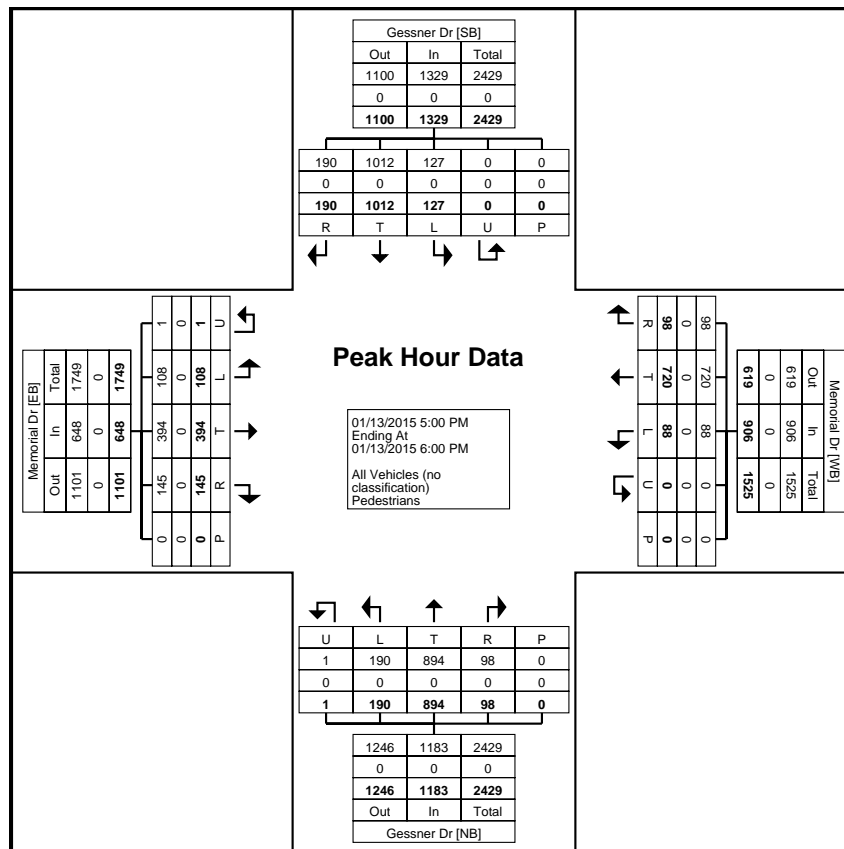 Gessner Dr [SB]
Out In Total
1100 1329 2429
0 0 0
1100 1329 2429
190 1012 127 0 0
0 0 0 0 0
190 1012 127 0 0
R T L U P
Memorial Dr [EB]
Total In Out
1749 648 1101
0 0 0
1749 648 1101
1 108 394 145 0
0 0 0 0 0
1 108 394 145 0
U L T R P
Peak Hour Data
01/13/2015 5:00 PM
Ending At
01/13/2015 6:00 PM
All Vehicles (no
classification)
Pedestrians
R T L U P
98 720 88 0 0
0 0 0 0 0
98 720 88 0 0
619 906 1525
0 0 0
619 906 1525
Out In Total
Memorial Dr [WB]
U L T R P
1 190 894 98 0
0 0 0 0 0
1 190 894 98 0
1246 1183 2429
0 0 0
1246 1183 2429
Out In Total
Gessner Dr [NB]